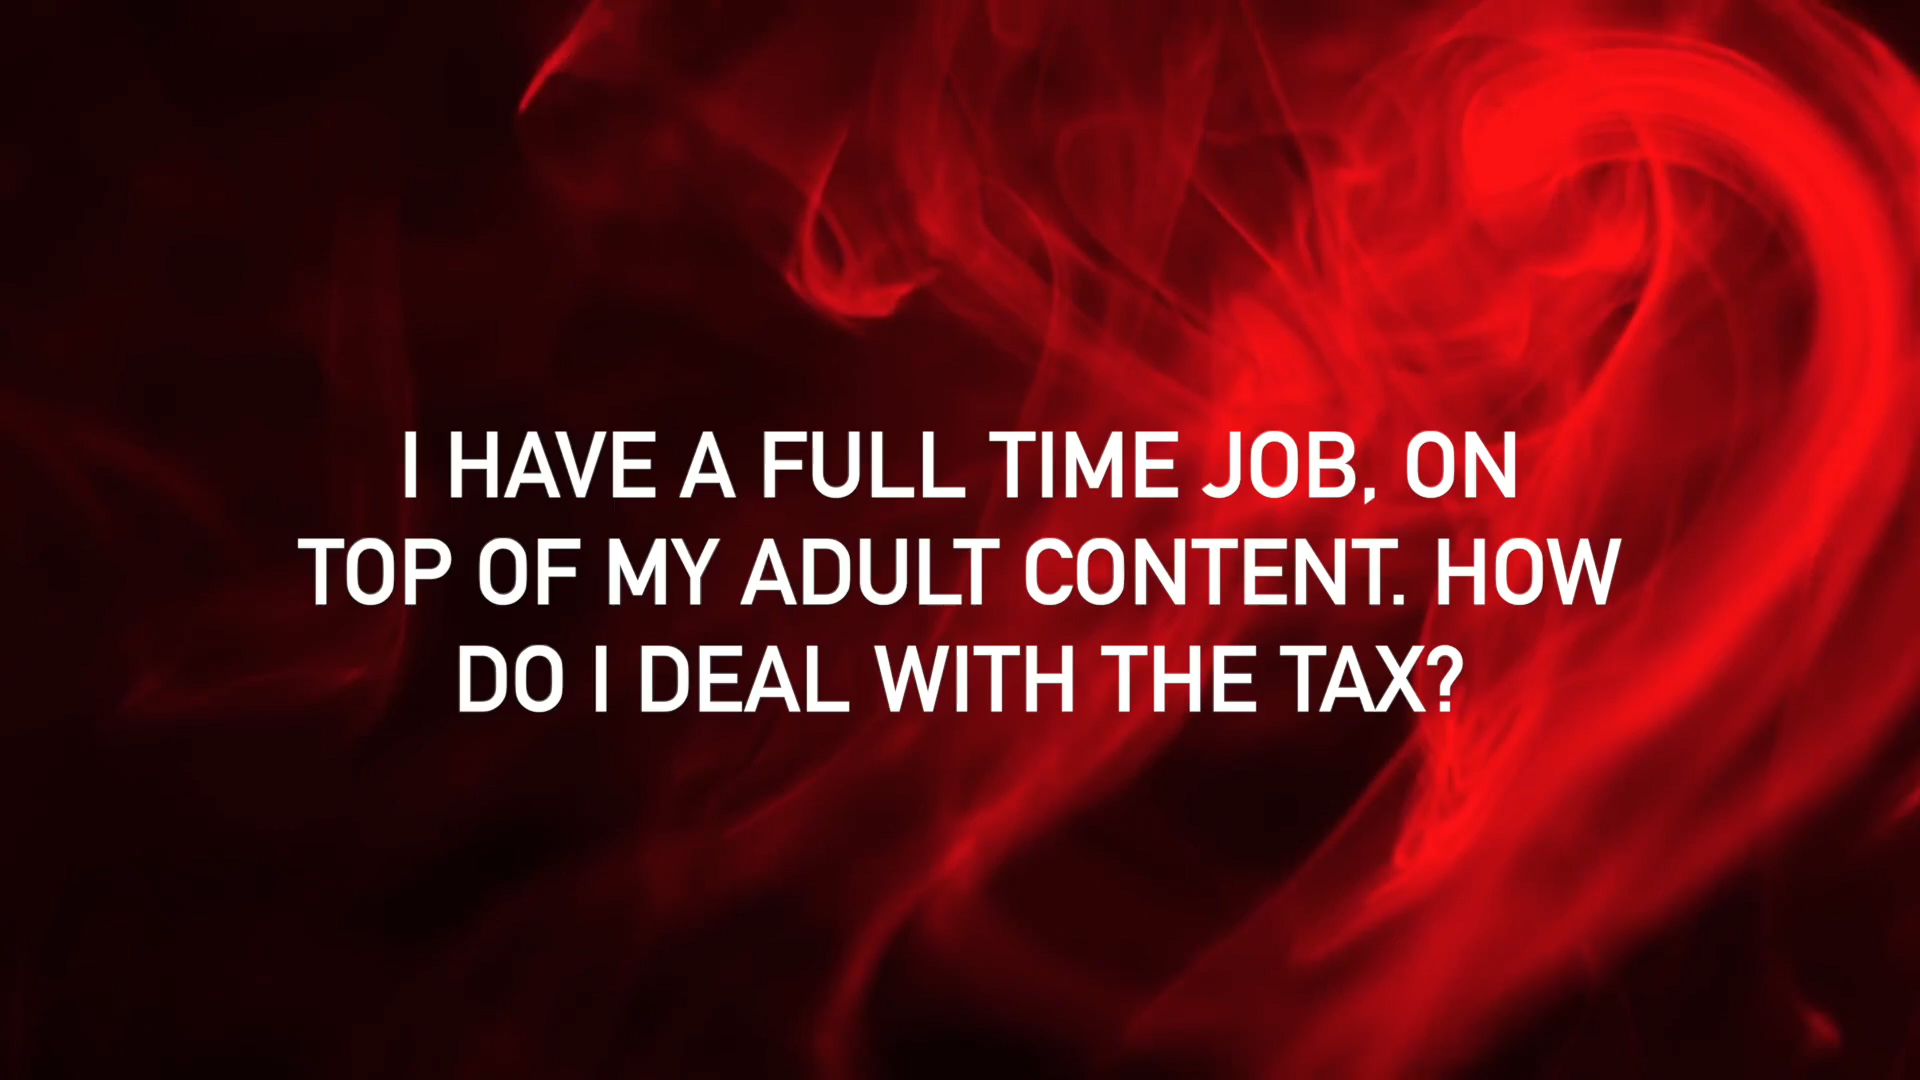 I HAVE A FULL TIME JOB, ON
TOP OF MY ADULT CONTENT. HOW
DO I DEAL WITH THE TAX?